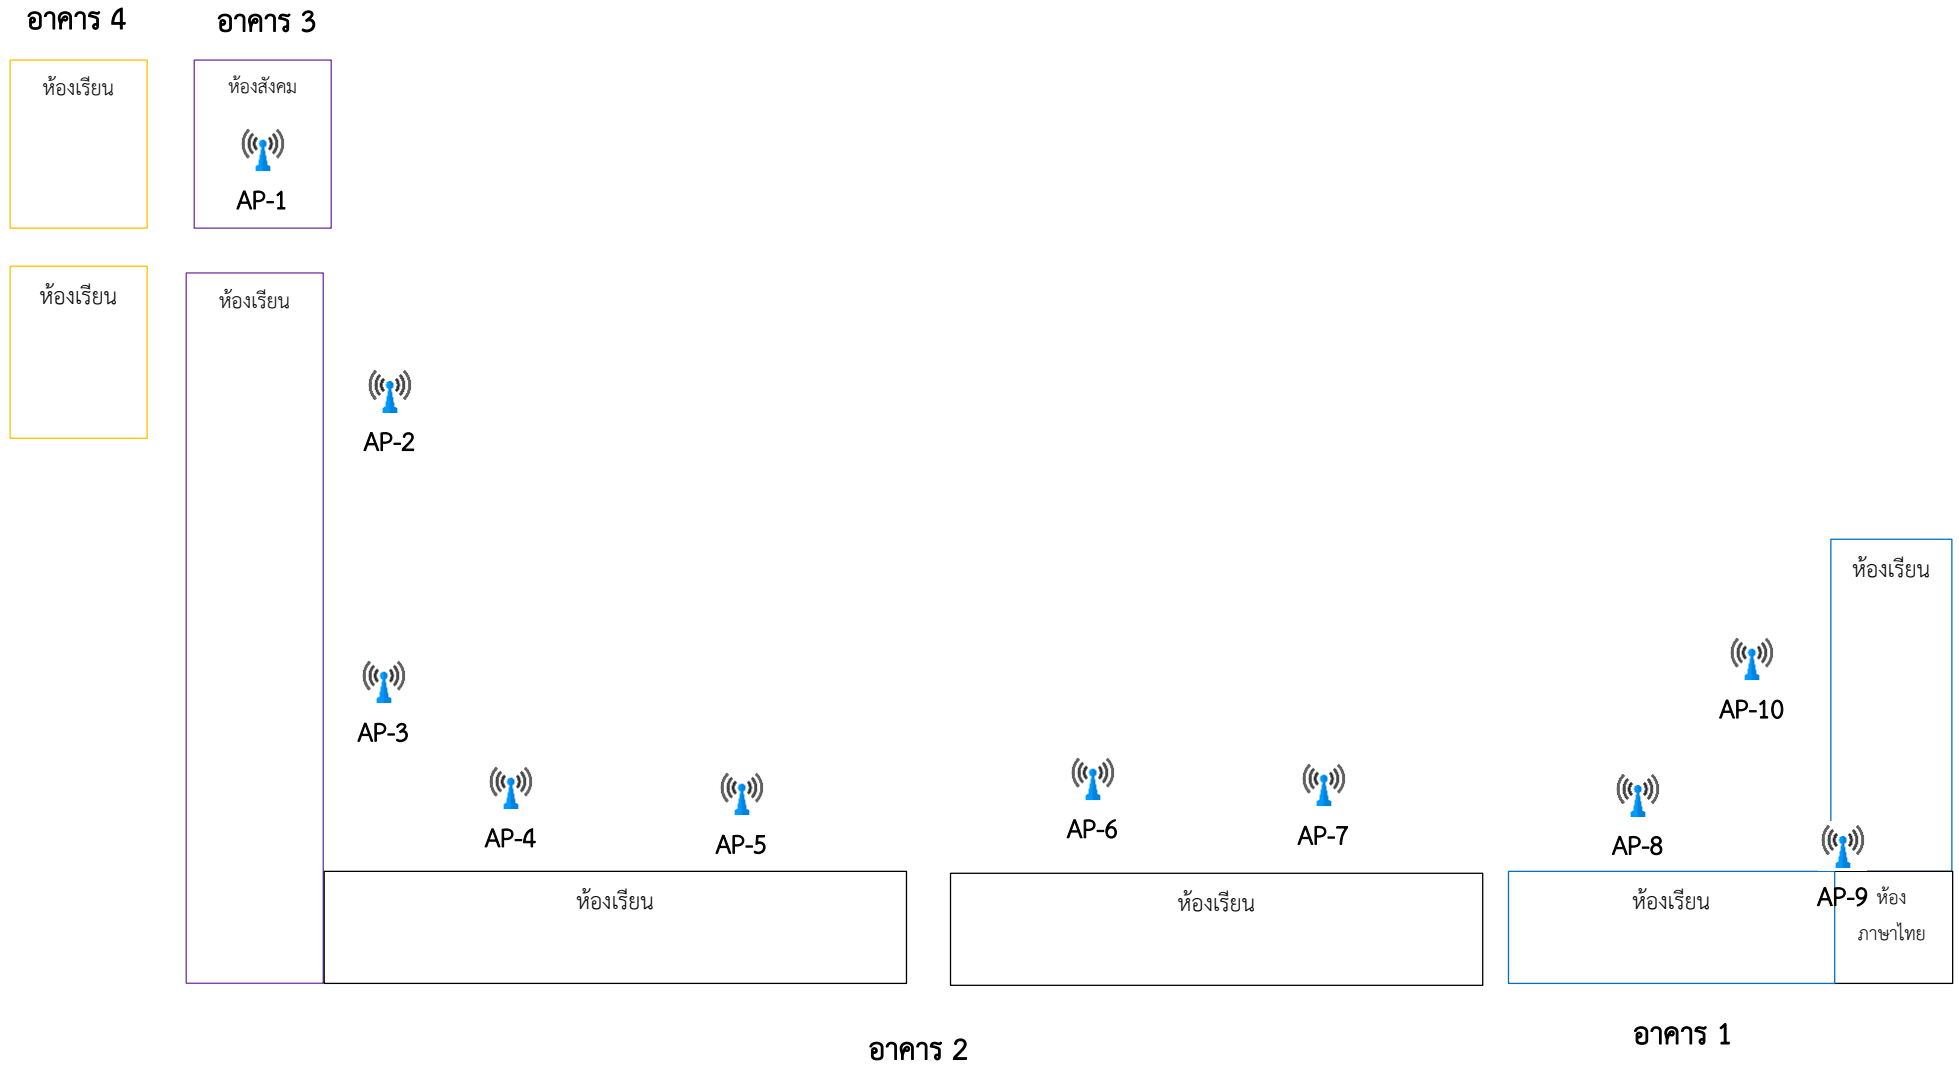 อาคาร 4
อาคาร 3
ห้องเรียน
ห้องสังคม
AP-1
ห้องเรียน
ห้องเรียน
AP-2
ห้องเรียน
AP-3
AP-10
AP-4
AP-5
AP-6
AP-7
AP-8
AP-9
ห้องเรียน
ห้องเรียน
ห้องเรียน
ห้อง
ภาษาไทย
อาคาร 2
อาคาร 1